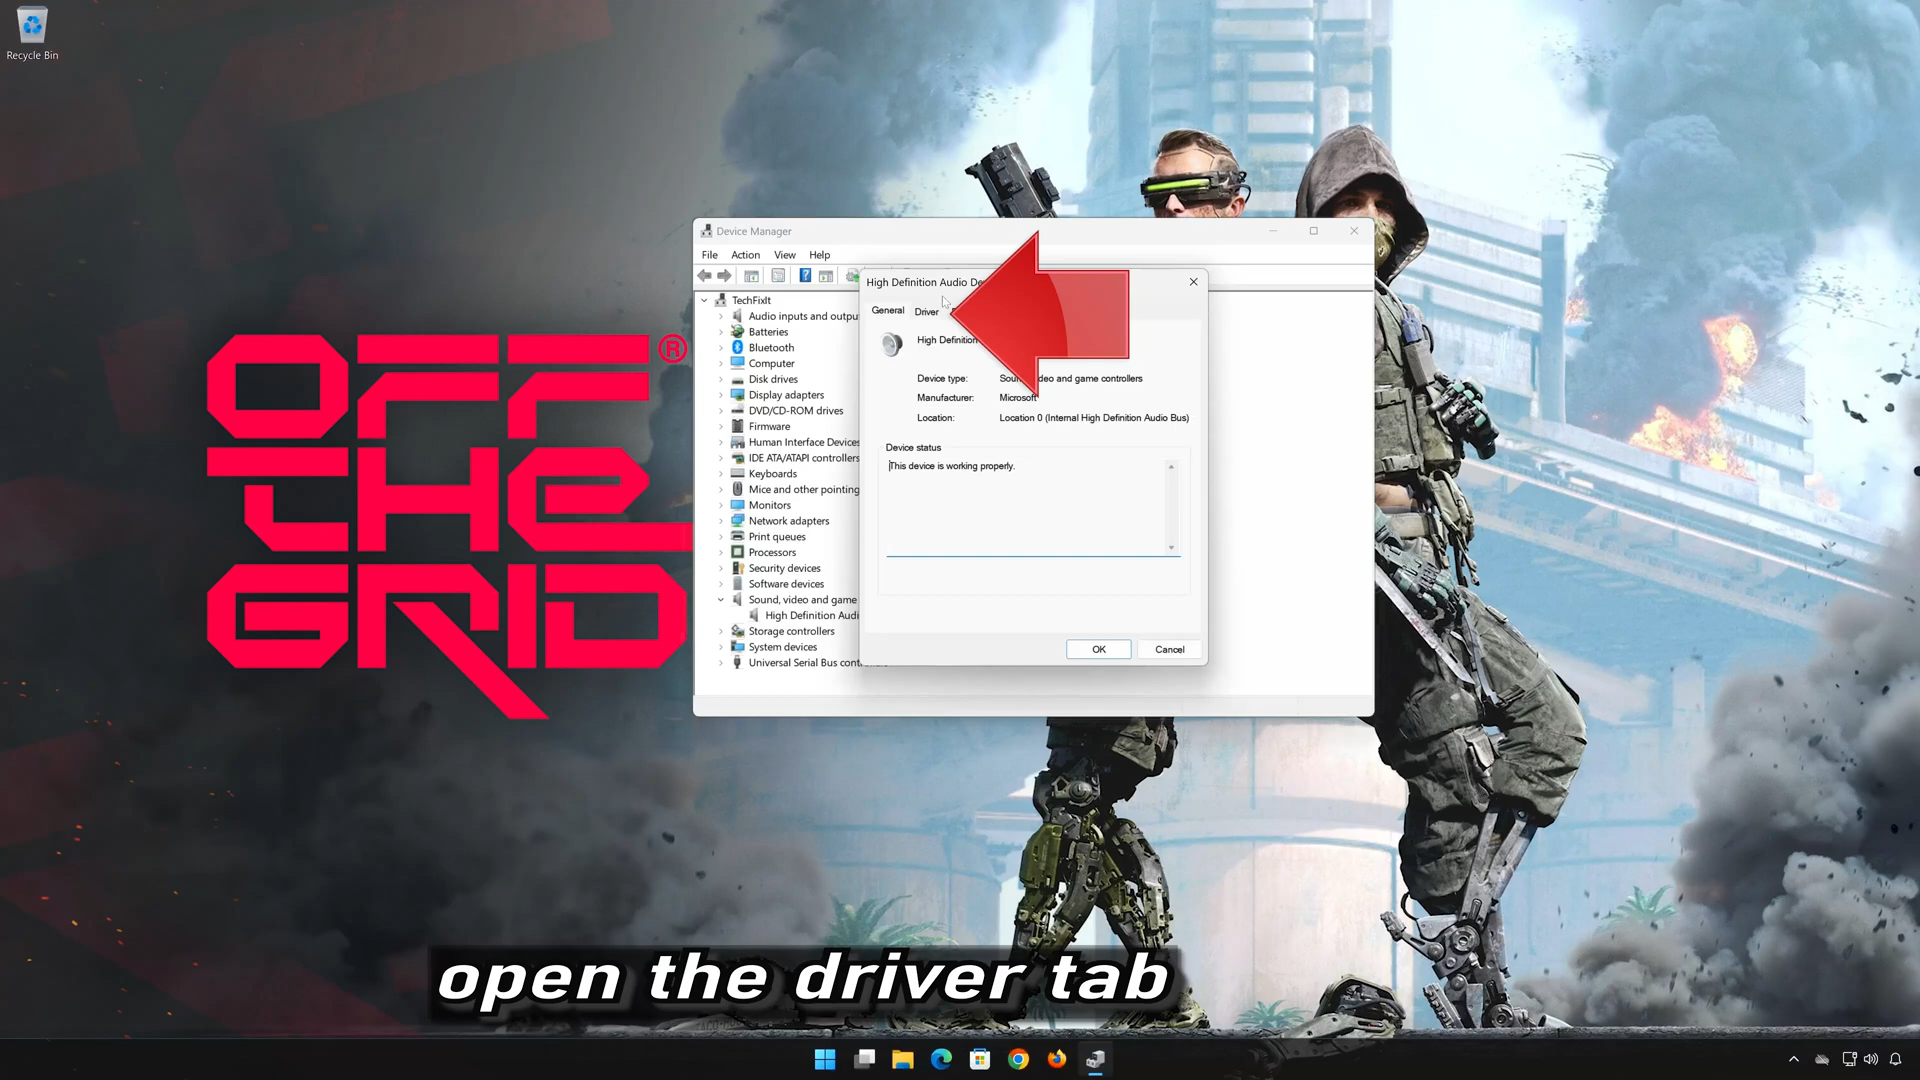 Recycle Bin
OFF
THE
GRID
®
Device Manager
File Action View Help
TechFixIt
Audio inputs and outpu
Batteries
Bluetooth
Computer
Disk drives
Display adapters
DVD/CD-ROM drives
Firmware
Human Interface Devices
IDE ATA/ATAPI controllers
Keyboards
Mice and other pointing
Monitors
Network adapters
Print queues
Processors
Security devices
Software devices
Sound, video and game
High Definition Audi
Storage controllers
System devices
Universal Serial Bus cont
High Definition Audio De
General Driver
High Definition
Device type: Soun deo and game controllers
Manufacturer: Microsoft
Location: Location 0 (Internal High Definition Audio Bus)
Device status
This device is working properly.
OK Cancel
open the driver tab